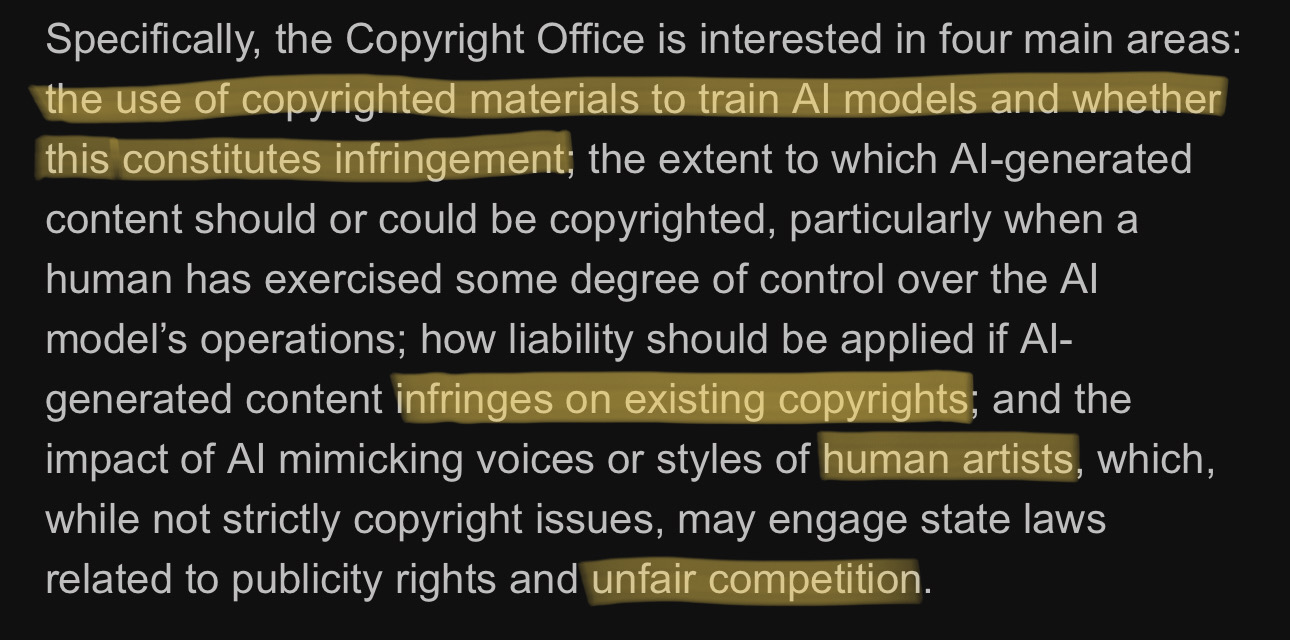 Specifically, the Copyright Office is interested in four main areas:
the use of copyrighted materials to train AI models and whether
this constitutes infringement; the extent to which AI-generated
content should or could be copyrighted, particularly when a
human has exercised some degree of control over the AI
model’s operations; how liability should be applied if AI-
generated content infringes on existing copyrights; and the
impact of AI mimicking voices or styles of human artists, which,
while not strictly copyright issues, may engage state laws
related to publicity rights and unfair competition.